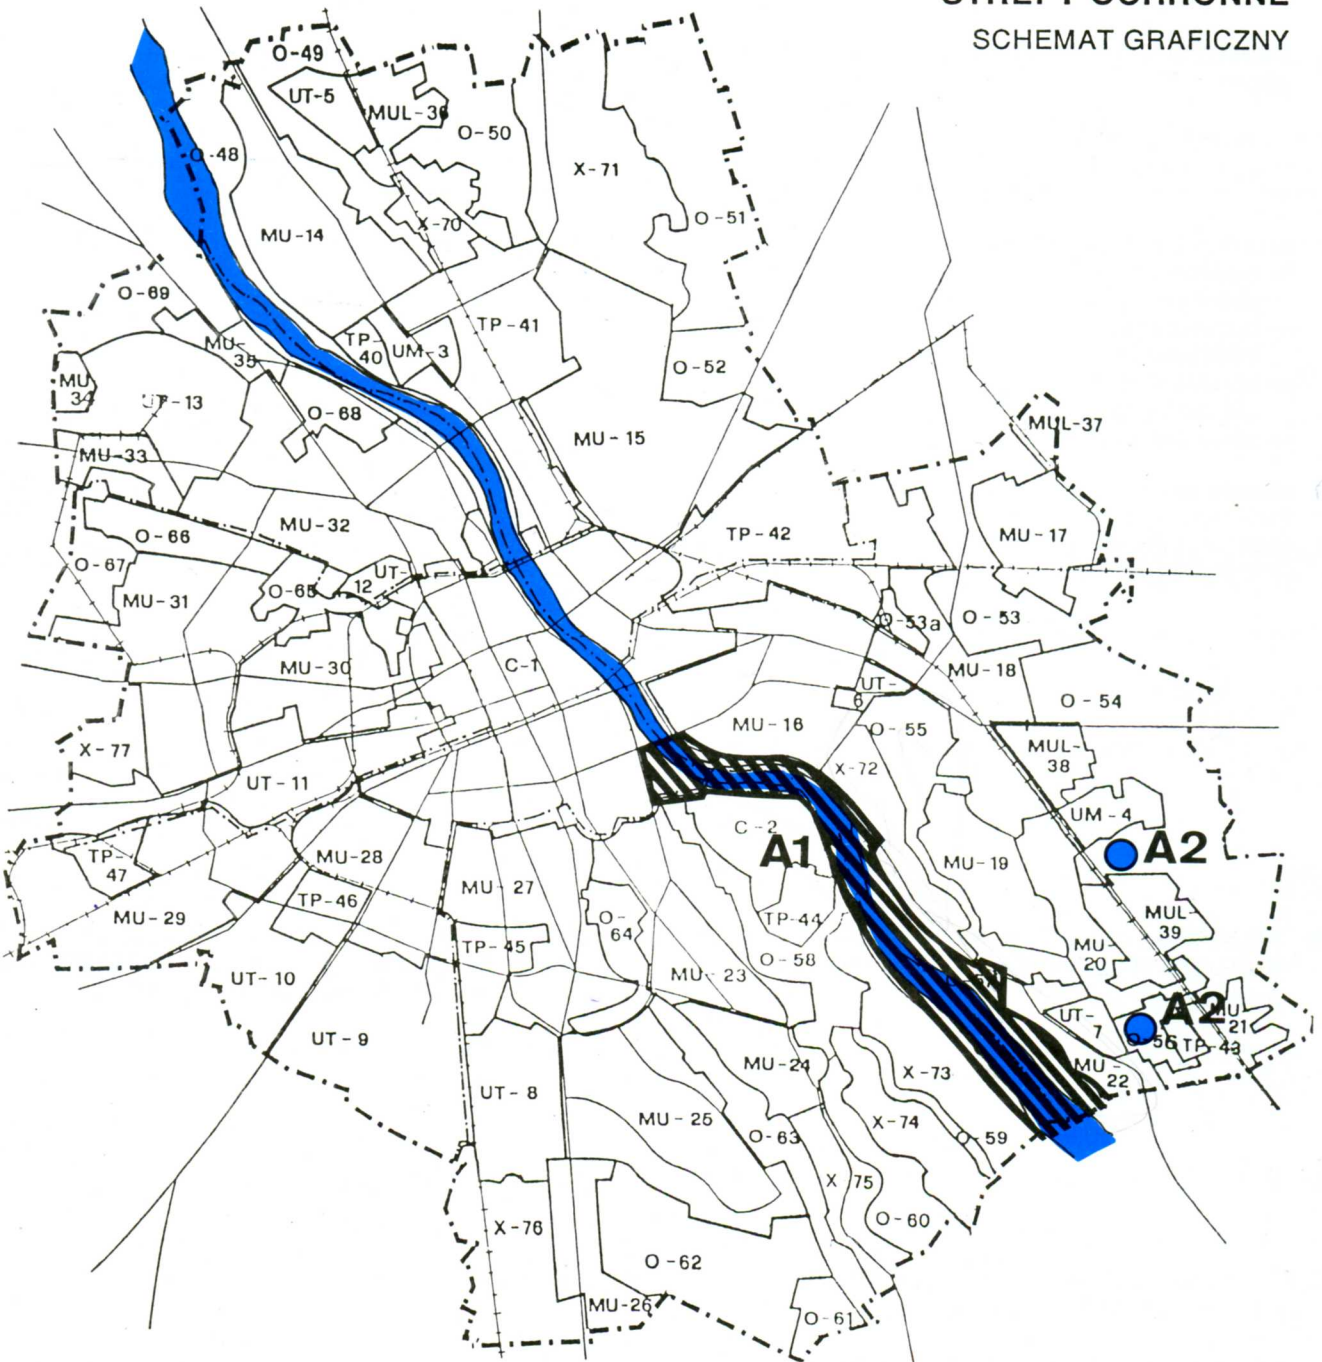 SCHEMAT GRAFICZNY
O-49
UT-5
MUL-36
O-50
O-48
X-71
MU-14
X-70
O-51
O-69
MU-
35
TP-
40
UM-3
TP-41
O-52
MU
34
UT-13
O-68
MU-15
MUL-37
MU-33
O-66
MU-32
TP-42
MU-17
O-67
UT-
12
O-65
MU-31
O-53a
O-53
MU-30
C-1
MU-18
UT-
6
O-54
X-77
MU-16
O-55
MUL-
38
UT-11
X-72
UM-4
C-2
A1
A2
TP-
47
MU-28
MU-27
MU-19
TP-46
MU-29
O-
64
TP-44
MUL-
39
TP-45
O-58
MU-
20
UT-10
MU-23
A2
UT-
7
MU-
21
UT-9
O-56
TP-43
MU-24
X-73
MU-
22
UT-8
MU-25
X-74
O-63
O-59
X 75
O-60
X-76
O-62
MU-26
O-61